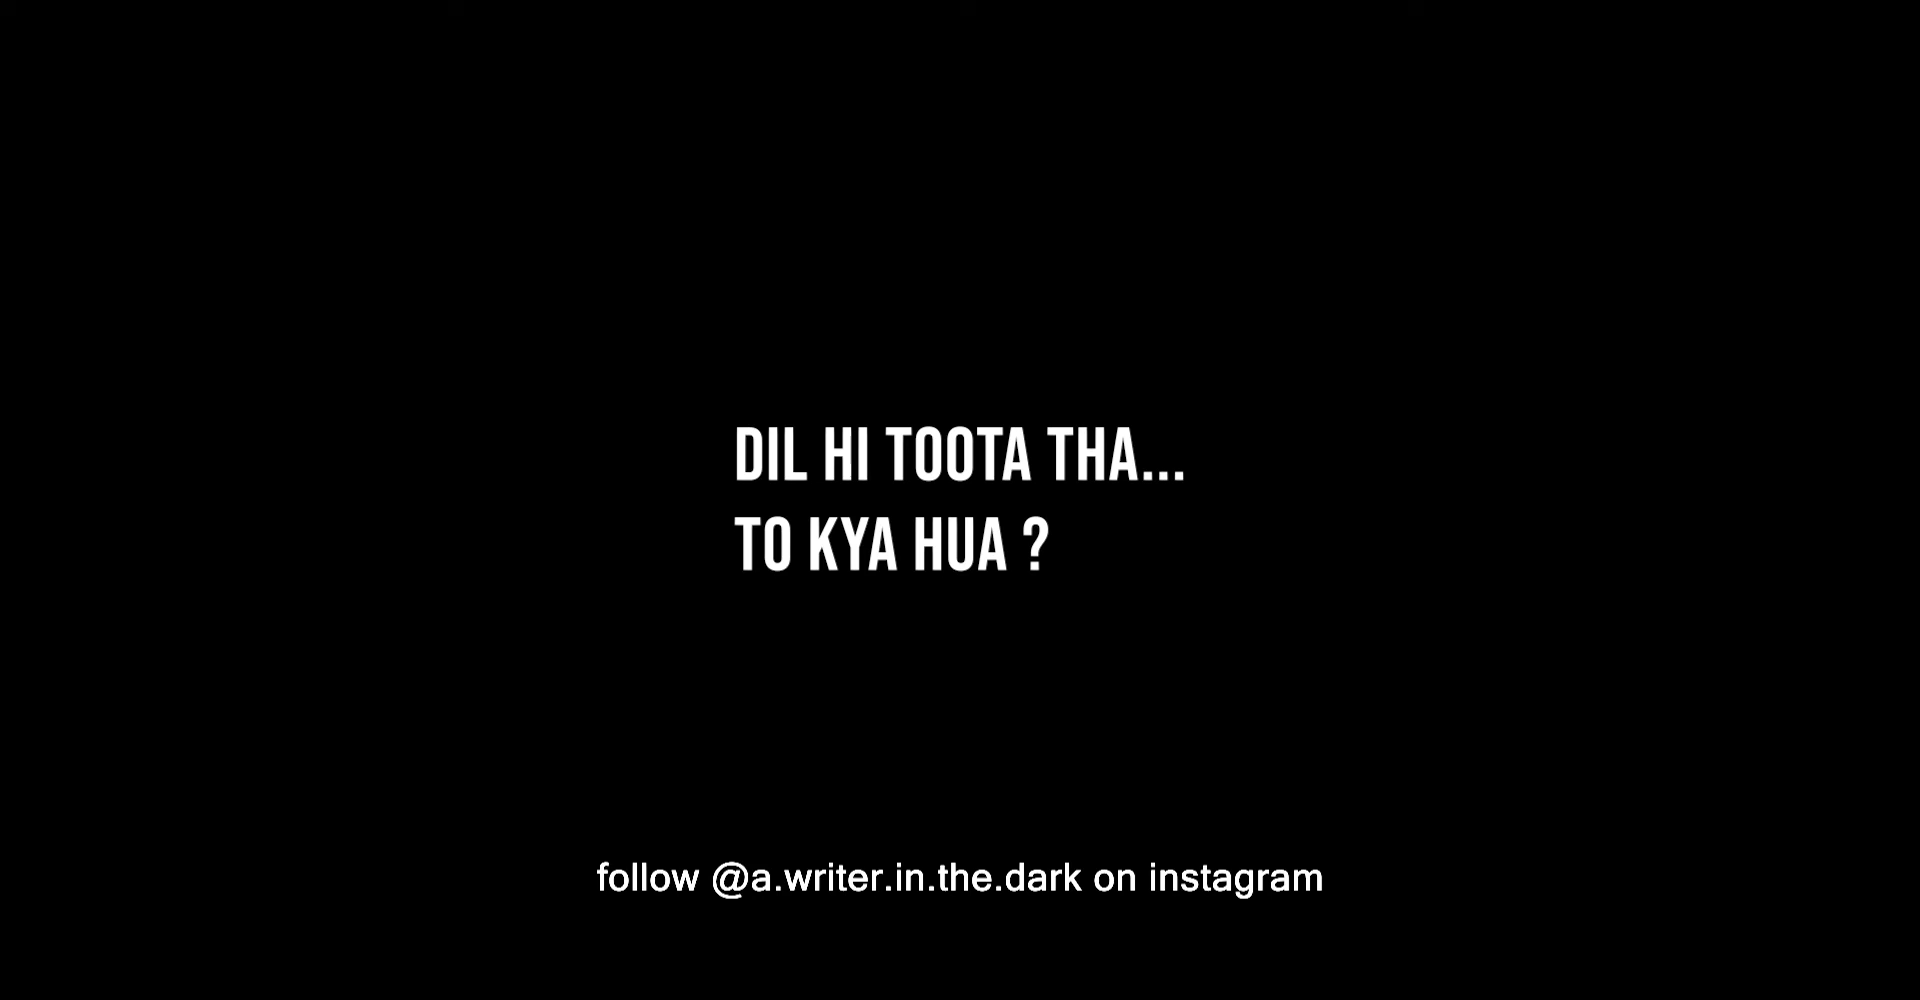 DIL HI TOOTA THA...
TO KYA HUA ?
follow @a.writer.in.the.dark on instagram